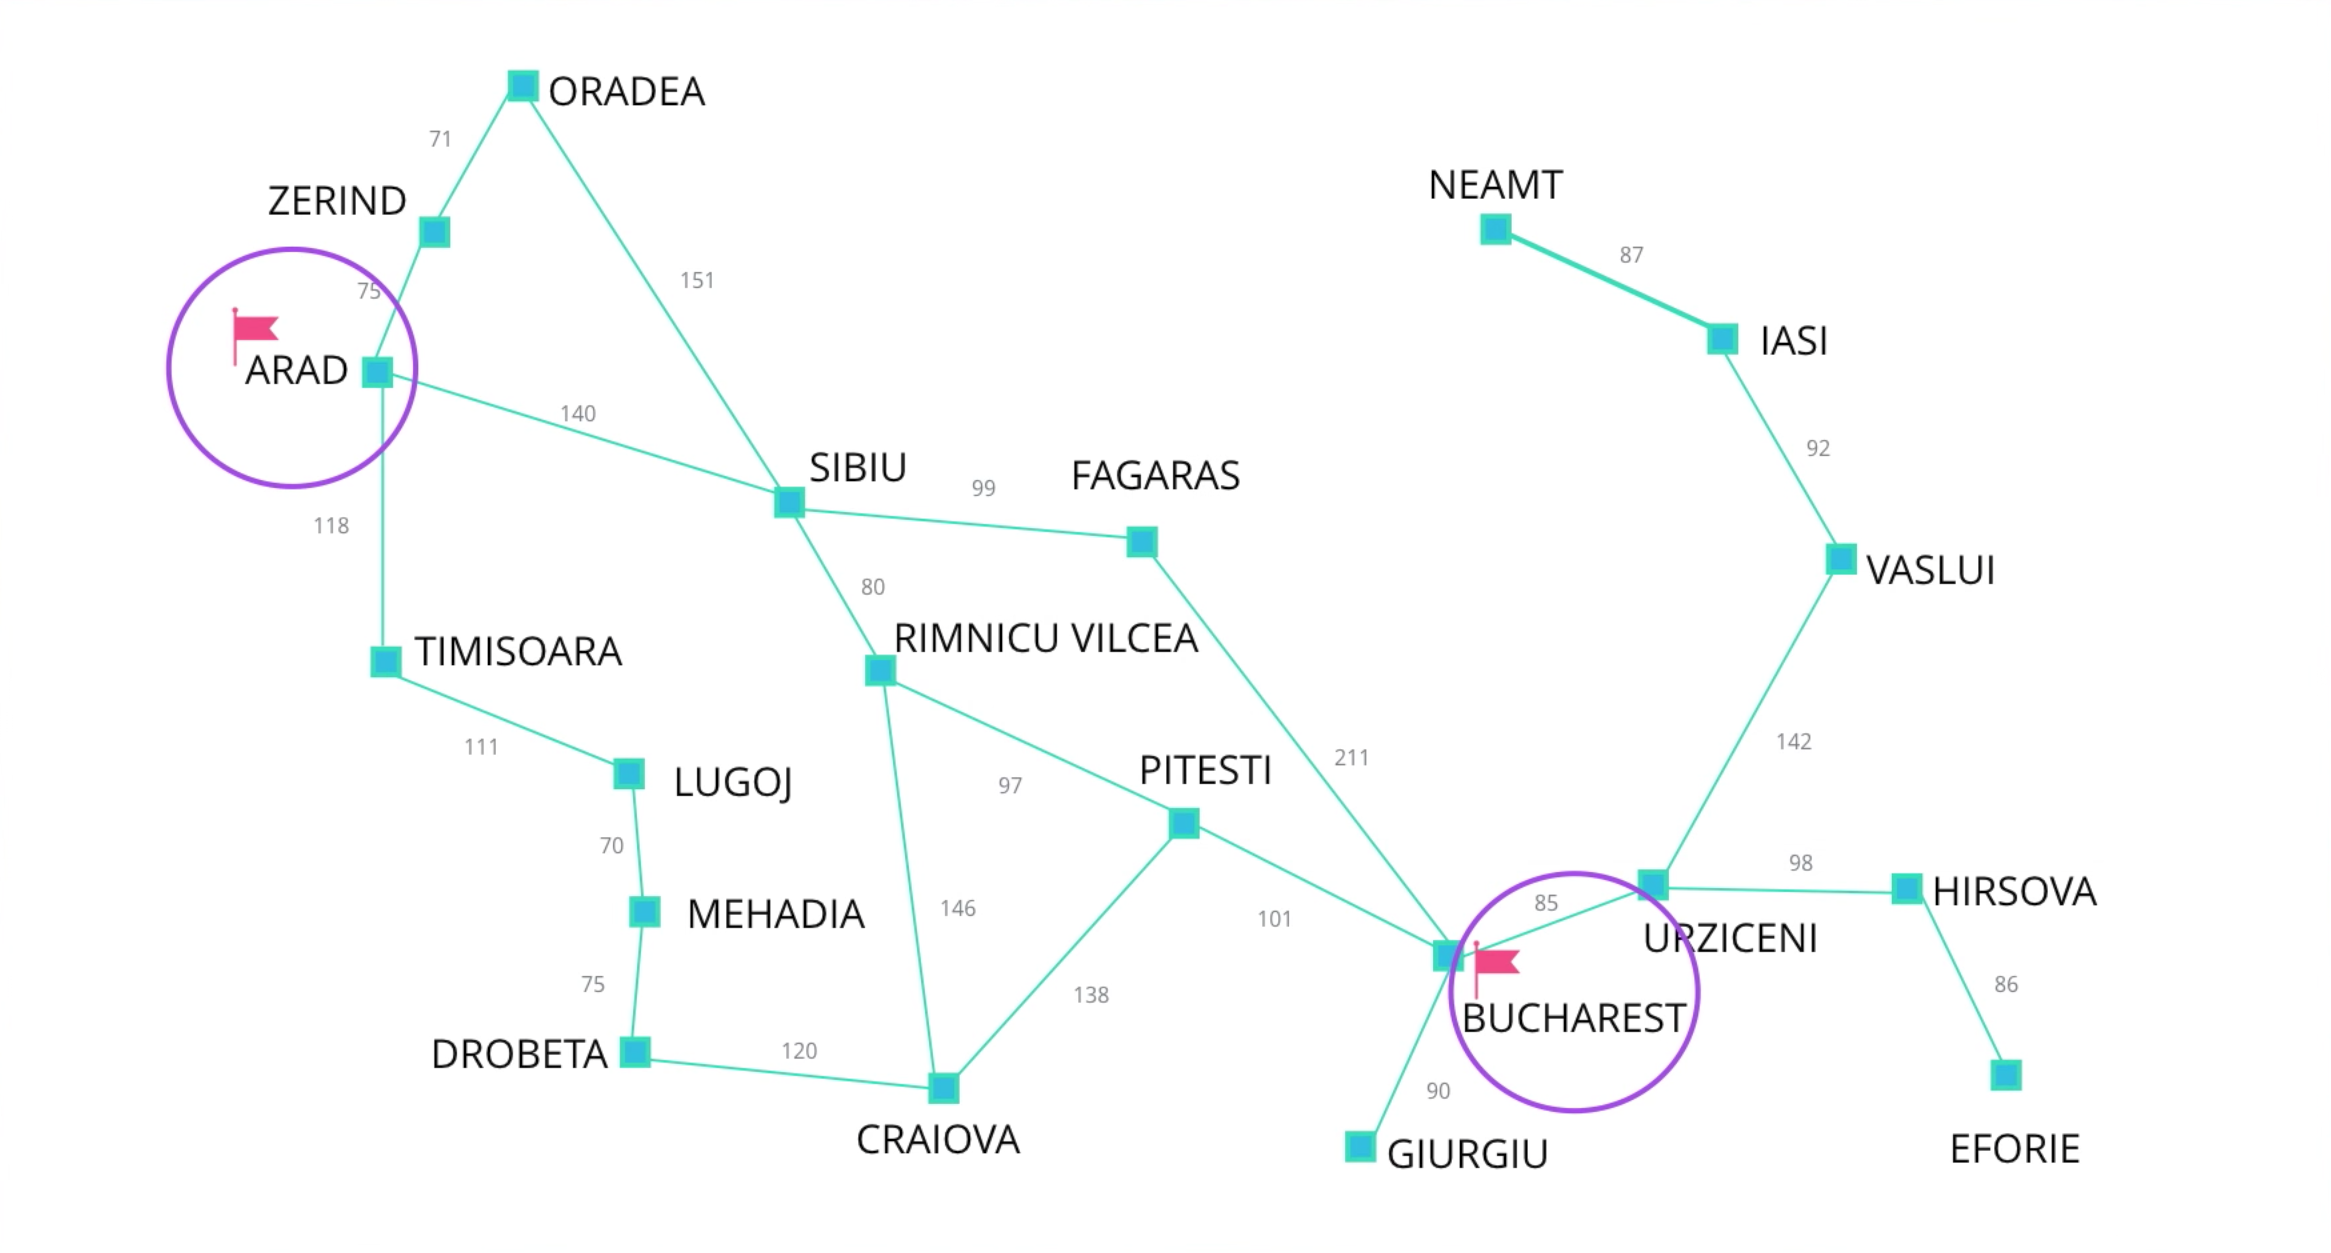 ORADEA
71
ZERIND
NEAMT
87
75
151
IASI
ARAD
140
92
SIBIU
99
FAGARAS
118
VASLUI
80
RIMNICU VILCEA
TIMISOARA
111
142
LUGOJ
97
PITESTI
211
70
98
MEHADIA
146
101
85
HIRSOVA
URZICENI
75
138
86
BUCHAREST
DROBETA
120
90
CRAIOVA
GIURGIU
EFORIE